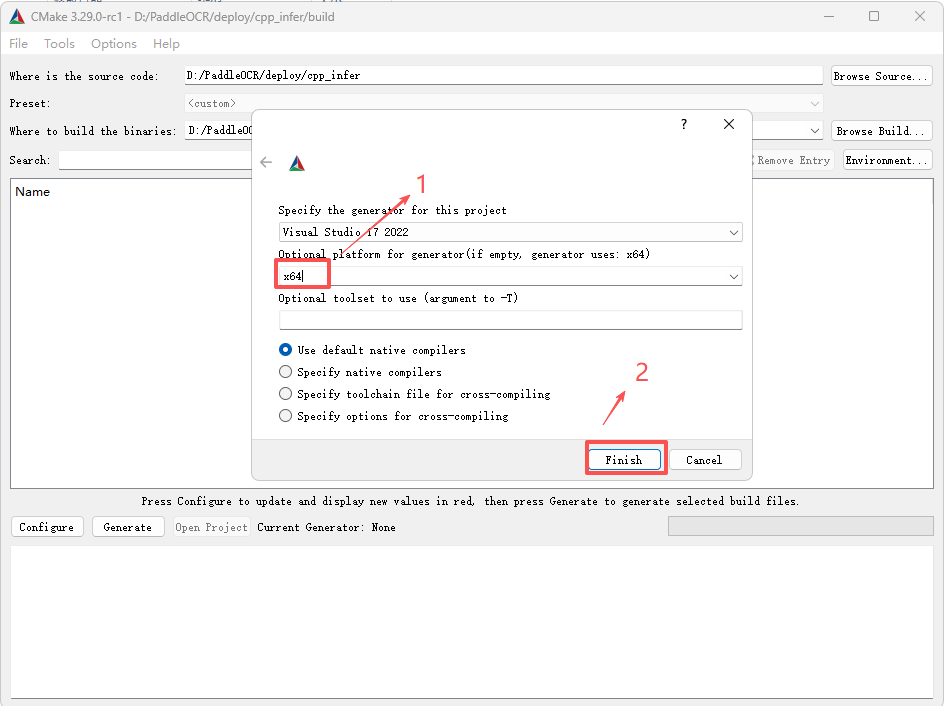 CMake 3.29.0-rc1 - D:/PaddleOCR/deploy/cpp_infer/build
File Tools Options Help
Where is the source code: D:/PaddleOCR/deploy/cpp_infer Browse Source...
Preset: <custom>
Where to build the binaries: D:/PaddleOC Browse Build...
Search: Remove Entry Environment...
Name
?
1
Specify the generator for this project
Visual Studio 17 2022
Optional platform for generator(if empty, generator uses: x64)
x64
Optional toolset to use (argument to -T)
Use default native compilers
Specify native compilers
2
Specify toolchain file for cross-compiling
Specify options for cross-compiling
Finish Cancel
Press Configure to update and display new values in red, then press Generate to generate selected build files.
Configure Generate Open Project Current Generator: None